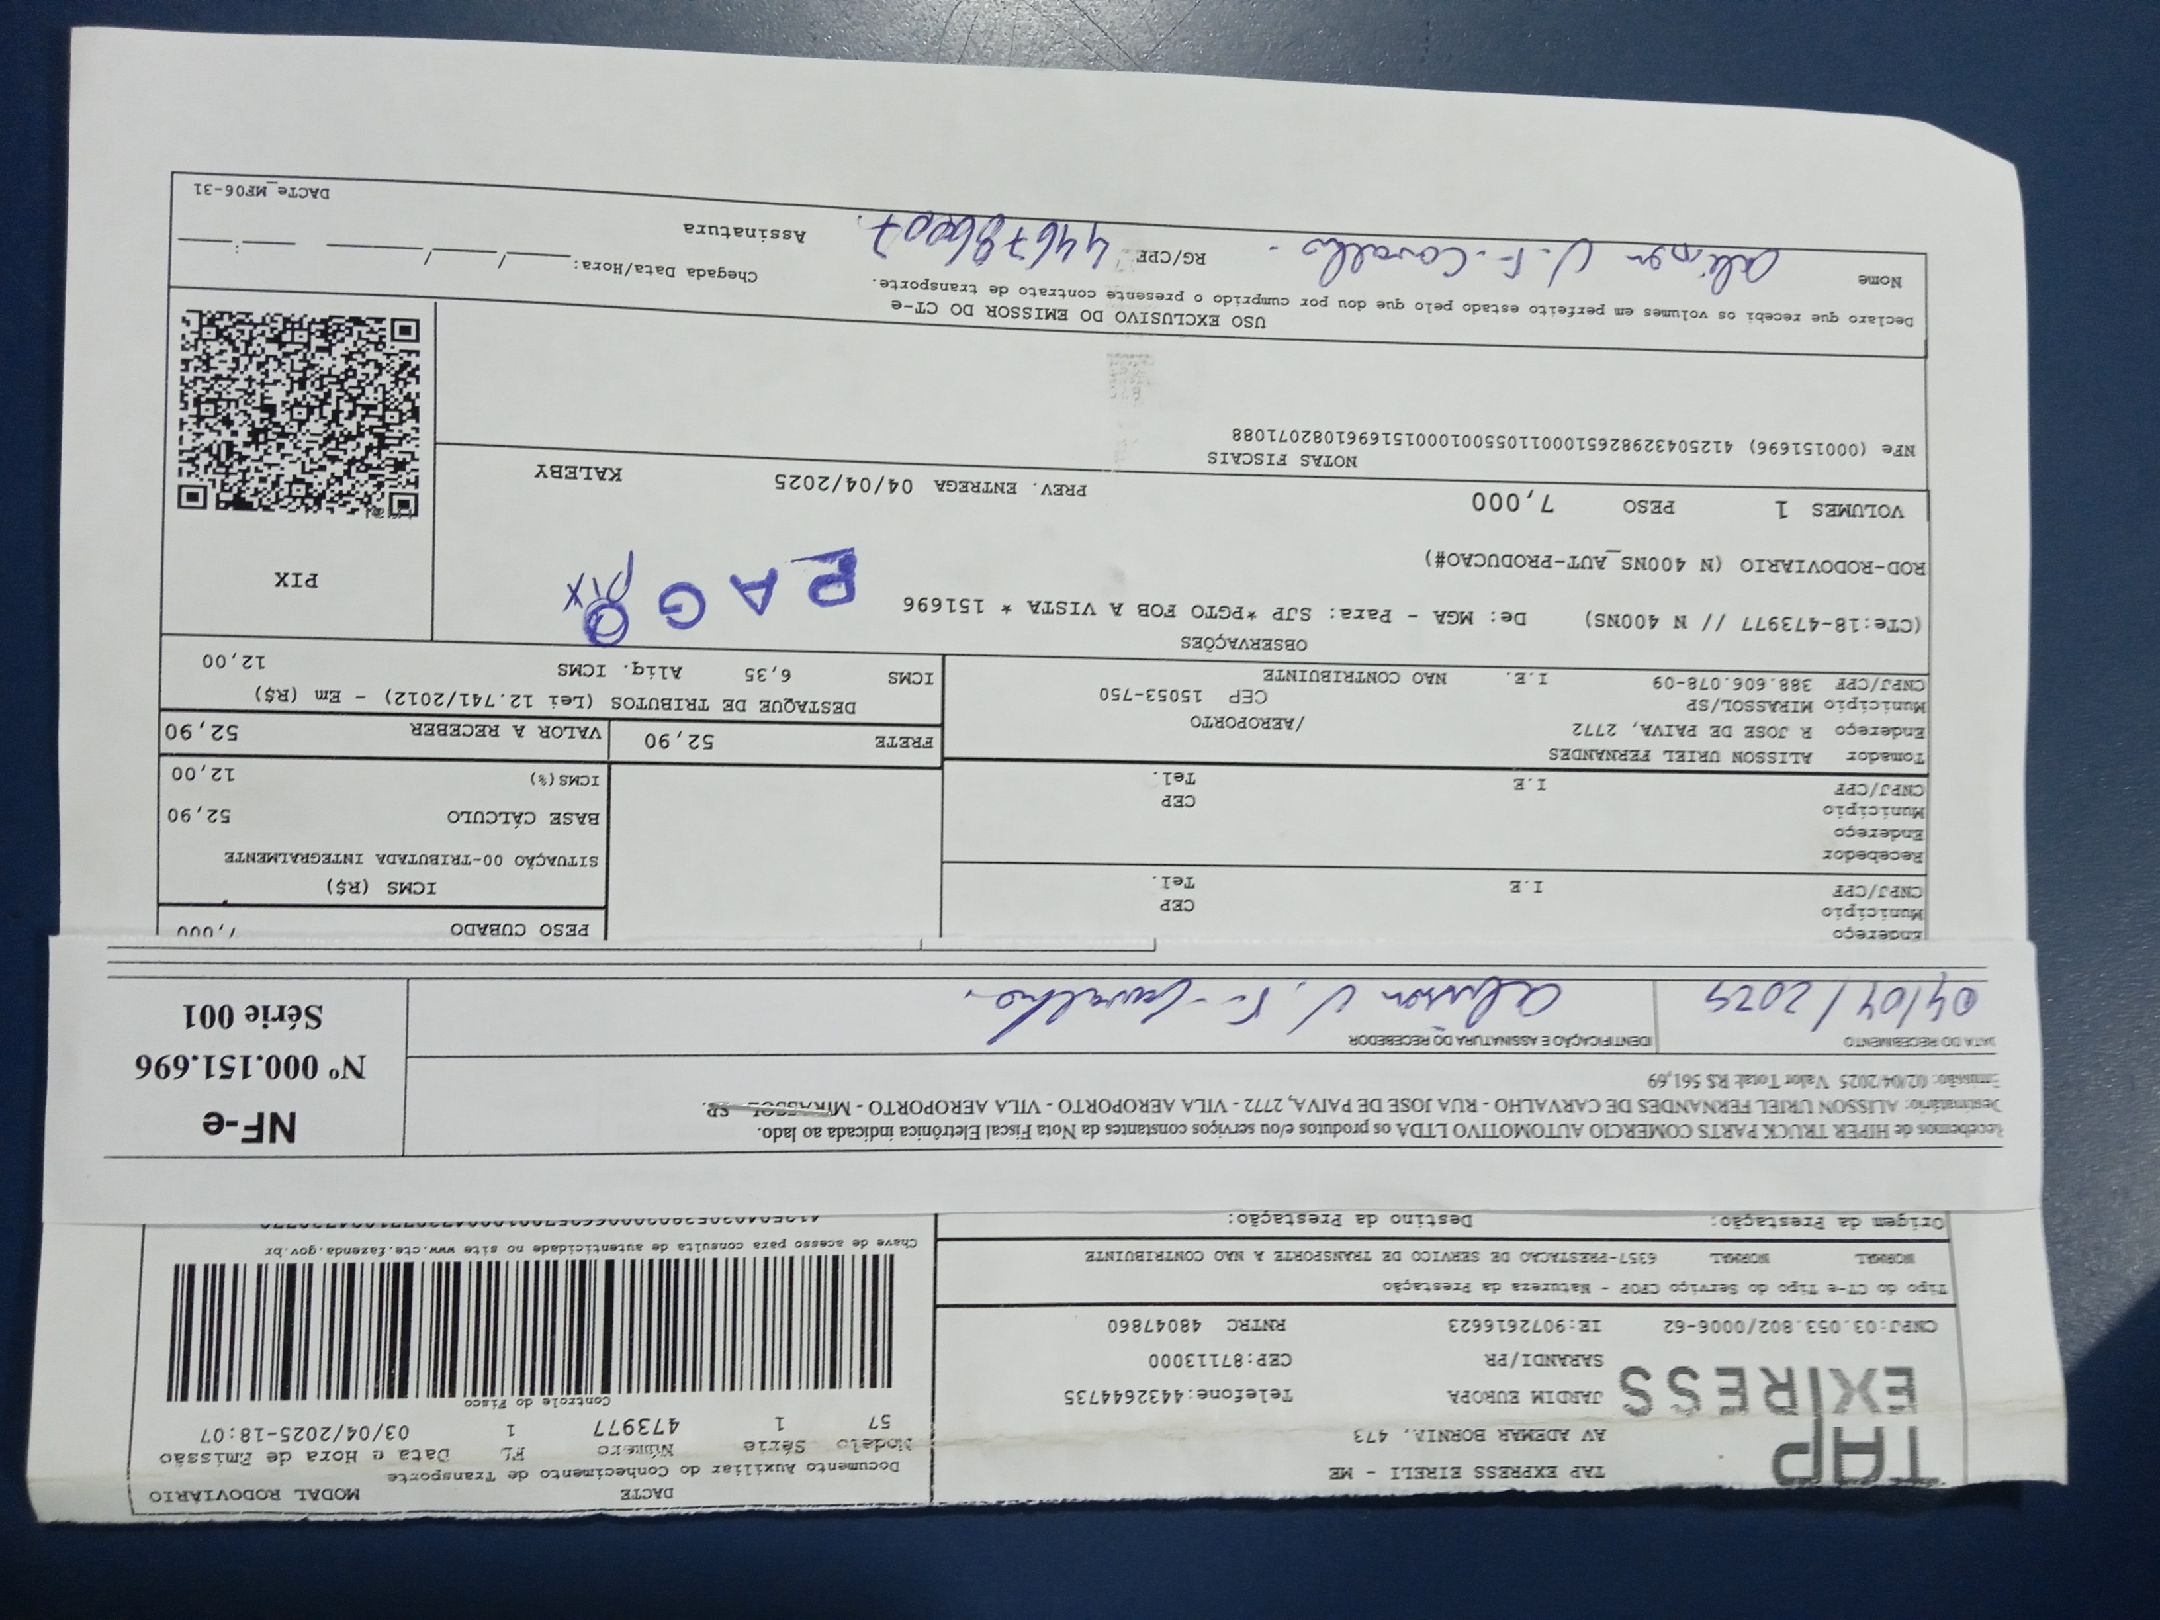 TAP
EXPRESS
TAP EXPRESS EIRELI - ME
AV ADEMAR BORNIA, 473
JARDIM EUROPA Telefone:4432644735
SARANDI/PR CEP:87113000
CNPJ:03.053.802/0006-62 IE:9072616623 RNTRC 48047860
DACTE MODAL RODOVIÁRIO
Documento Auxiliar do Conhecimento de Transporte
Modelo Série Número FL Data e Hora de Emissão
57 1 473977 1 03/04/2025-18:07
Controle do Fisco
Chave de acesso para consulta de autenticidade no site www.cte.fazenda.gov.br
Tipo do CT-e Tipo do Serviço CFOP - Natureza da Prestação
NORMAL NORMAL 6357-PRESTACAO DE SERVICO DE TRANSPORTE A NAO CONTRIBUINTE
Origem da Prestação: Destino da Prestação:
Recebemos de HIPER TRUCK PARTS COMERCIO AUTOMOTIVO LTDA os produtos e/ou serviços constantes da Nota Fiscal Eletrônica indicada ao lado.
Destinatário: ALISSON URIEL FERNANDES DE CARVALHO - RUA JOSE DE PAIVA, 2772 - VILA AEROPORTO - VILA AEROPORTO - MIRASSOL - SP.
Emissão: 02/04/2025 Valor Total: R$ 561,69
DATA DO RECEBIMENTO IDENTIFICAÇÃO E ASSINATURA DO RECEBEDOR
04/04/2025 Alisson U. F. Carvalho.
NF-e
Nº 000.151.696
Série 001
Endereço
Município CEP
CNPJ/CPF I.E Tel.
PESO CUBADO 7,000
ICMS (R$)
SITUAÇÃO 00-TRIBUTADA INTEGRALMENTE
BASE CÁLCULO 52,90
ICMS(%) 12,00
Recebedor
Endereço
Município CEP
CNPJ/CPF I.E Tel.
Tomador ALISSON URIEL FERNANDES
Endereço R JOSE DE PAIVA, 2772 /AEROPORTO
Município MIRASSOL/SP CEP 15053-750
CNPJ/CPF 388.606.078-09 I.E. NAO CONTRIBUINTE
FRETE 52,90 VALOR A RECEBER 52,90
DESTAQUE DE TRIBUTOS (Lei 12.741/2012) - Em (R$)
ICMS 6,35 Aliq. ICMS 12,00
OBSERVAÇÕES
(CTe:18-473977 // N 400NS) De: MGA - Para: SJP *PGTO FOB A VISTA * 151696
ROD-RODOVIARIO (N 400NS_AUT-PRODUCAO#)
PAGO
PIX
PIX
VOLUMES 1 PESO 7,000 PREV. ENTREGA 04/04/2025 KALEBY
NOTAS FISCAIS
NFe (000151696) 41250432982651000110550010001516961082071088
USO EXCLUSIVO DO EMISSOR DO CT-e
Declaro que recebi os volumes em perfeito estado pelo que dou por cumprido o presente contrato de transporte.
Nome Alisson U. F. Carvalho. RG/CPF Assinatura
Chegada Data/Hora: ___/___/___ ___:___
DACTe_MF06-31